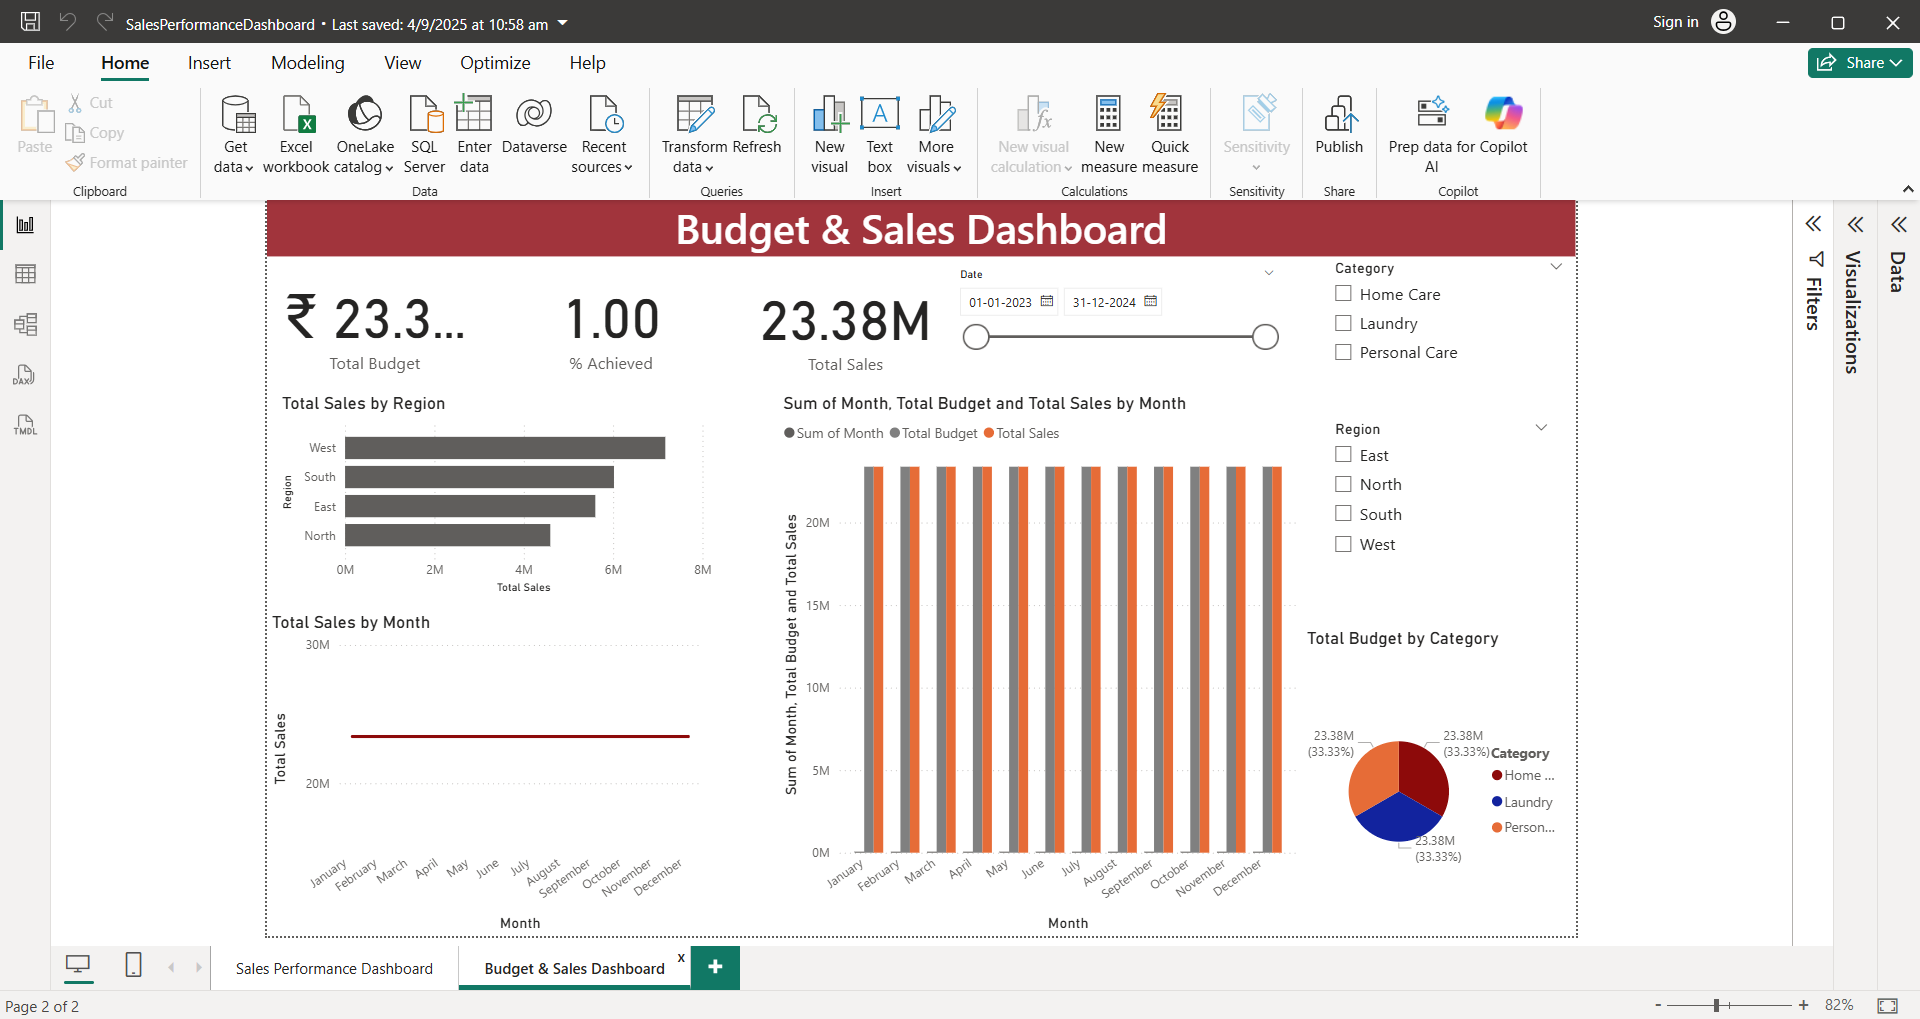 SalesPerformanceDashboard • Last saved: 4/9/2025 at 10:58 am
Sign in
File
Home
Insert
Modeling
View
Optimize
Help
Share
Paste
Cut
Copy
Format painter
Clipboard
Get data
Excel workbook
OneLake catalog
SQL Server
Enter data
Dataverse
Recent sources
Data
Transform data
Refresh
Queries
New visual
Text box
More visuals
Insert
New visual calculation
New measure
Quick measure
Calculations
Sensitivity
Sensitivity
Publish
Share
Prep data for AI
Copilot
Copilot
DAX
TMDL
Budget & Sales Dashboard
₹ 23.3...
Total Budget
1.00
% Achieved
23.38M
Total Sales
Date
01-01-2023
31-12-2024
Category
Home Care
Laundry
Personal Care
Region
East
North
South
West
Total Sales by Region
Region
West
South
East
North
0M 2M 4M 6M 8M
Total Sales
Total Sales by Month
Total Sales
30M
20M
January February March April May June July August September October November December
Month
Sum of Month, Total Budget and Total Sales by Month
Sum of Month Total Budget Total Sales
Sum of Month, Total Budget and Total Sales
20M
15M
10M
5M
0M
January February March April May June July August September October November December
Month
Total Budget by Category
23.38M
(33.33%)
23.38M
(33.33%)
23.38M
(33.33%)
Category
Home ...
Laundry
Person...
Filters
Visualizations
Data
Sales Performance Dashboard
Budget & Sales Dashboard
x
+
Page 2 of 2
- + 82%